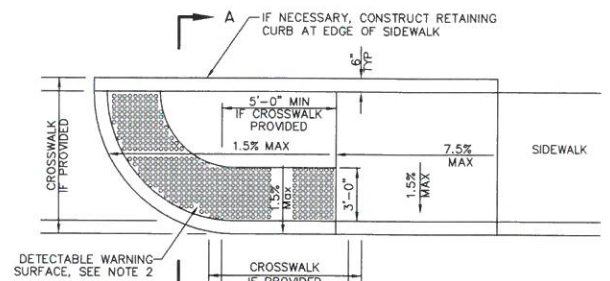 A
IF NECESSARY, CONSTRUCT RETAINING
CURB AT EDGE OF SIDEWALK
6"
TYP
5'-0" MIN
IF CROSSWALK
PROVIDED
1.5% MAX
7.5%
MAX
SIDEWALK
CROSSWALK
IF PROVIDED
1.5%
Max
3'-0"
1.5%
MAX
DETECTABLE WARNING
SURFACE, SEE NOTE 2
CROSSWALK
IF PROVIDED